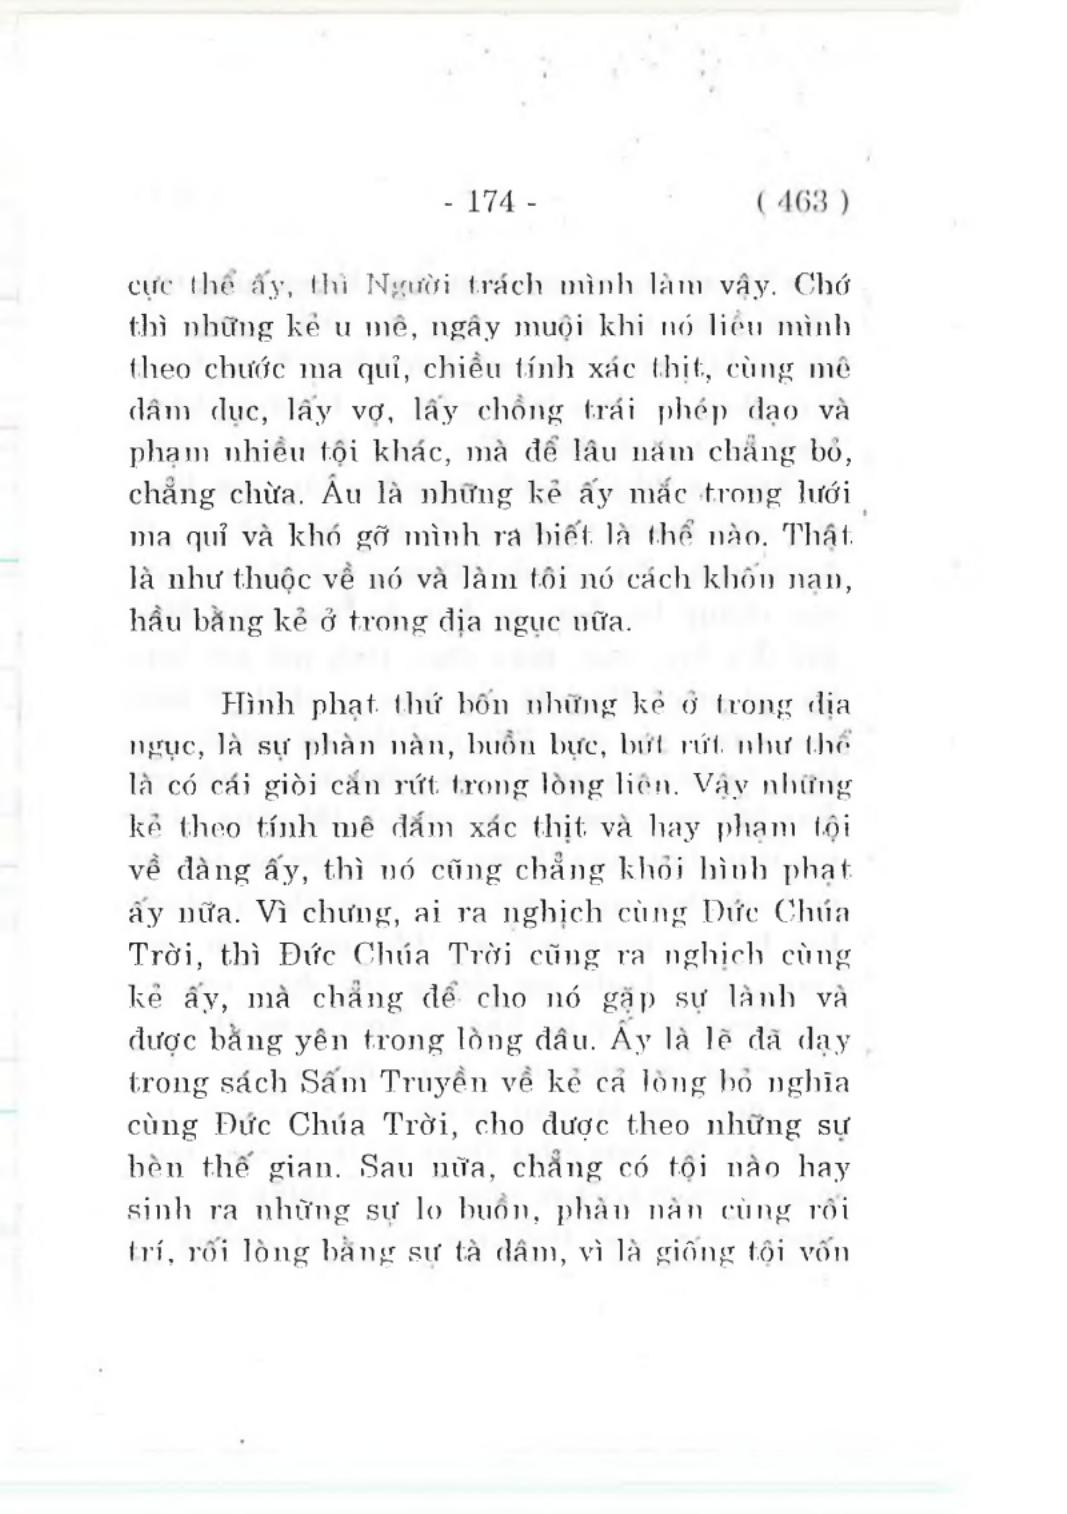 - 174 - ( 463 )
cực thể ấy, thì Người trách mình làm vậy. Chớ
thì những kẻ u mê, ngây muội khi nó liều mình
theo chước ma quỉ, chiều tính xác thịt, cùng mê
dâm dục, lấy vợ, lấy chồng trái phép đạo và
phạm nhiều tội khác, mà để lâu năm chẳng bỏ,
chẳng chừa. Âu là những kẻ ấy mắc trong lưới
ma quỉ và khó gỡ mình ra biết là thể nào. Thật
là như thuộc về nó và làm tôi nó cách khốn nạn,
hầu bằng kẻ ở trong địa ngục nữa.
Hình phạt thứ bốn những kẻ ở trong địa
ngục, là sự phàn nàn, buồn bực, bứt rứt như thể
là có cái giòi cắn rứt trong lòng liên. Vậy những
kẻ theo tính mê đắm xác thịt và hay phạm tội
về đàng ấy, thì nó cũng chẳng khỏi hình phạt
ấy nữa. Vì chưng, ai ra nghịch cùng Đức Chúa
Trời, thì Đức Chúa Trời cũng ra nghịch cùng
kẻ ấy, mà chẳng để cho nó gặp sự lành và
được bằng yên trong lòng đâu. Ấy là lẽ đã dạy
trong sách Sấm Truyền về kẻ cả lòng bỏ nghĩa
cùng Đức Chúa Trời, cho được theo những sự
hèn thế gian. Sau nữa, chẳng có tội nào hay
sinh ra những sự lo buồn, phàn nàn cùng rối
trí, rối lòng bằng sự tà dâm, vì là giống tội vốn